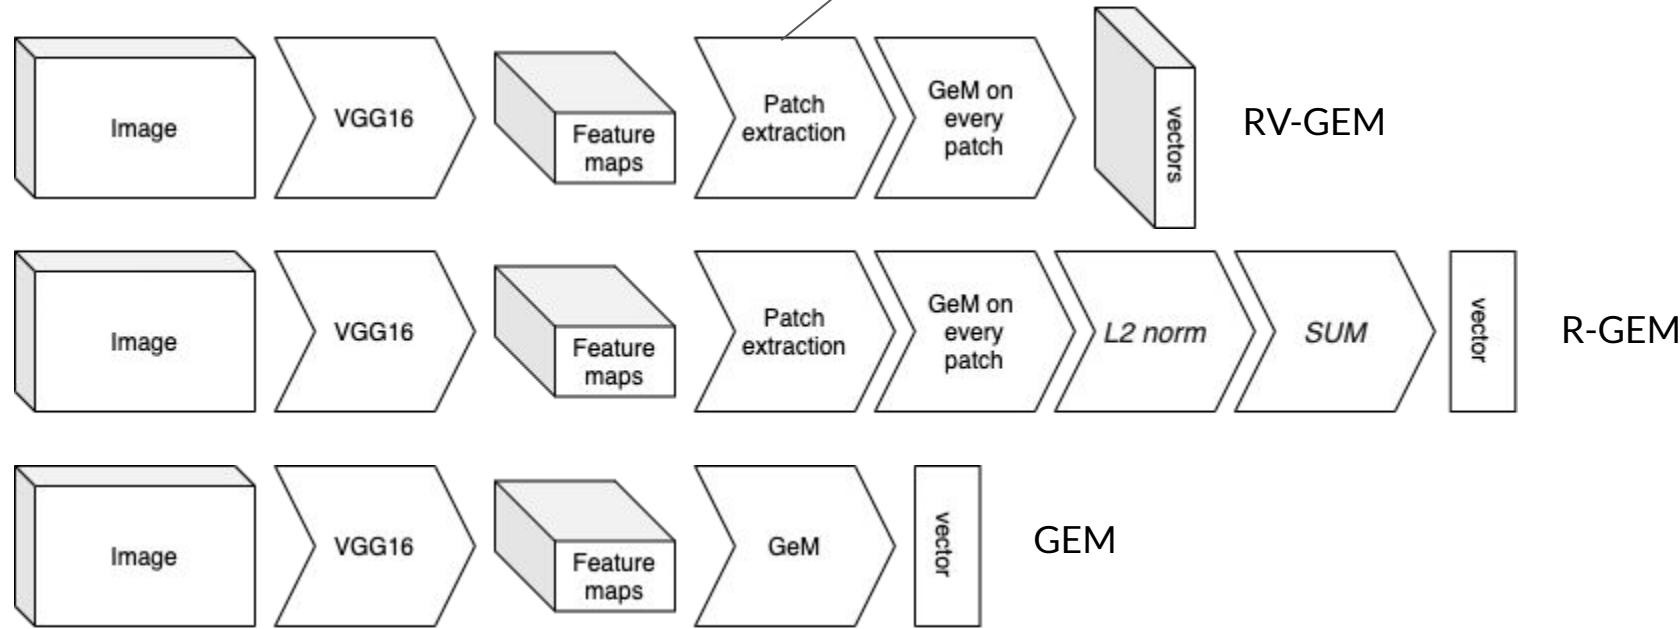 Image
VGG16
Feature
maps
Patch
extraction
GeM on
every
patch
vectors
RV-GEM
Image
VGG16
Feature
maps
Patch
extraction
GeM on
every
patch
L2 norm
SUM
vector
R-GEM
Image
VGG16
Feature
maps
GeM
vector
GEM